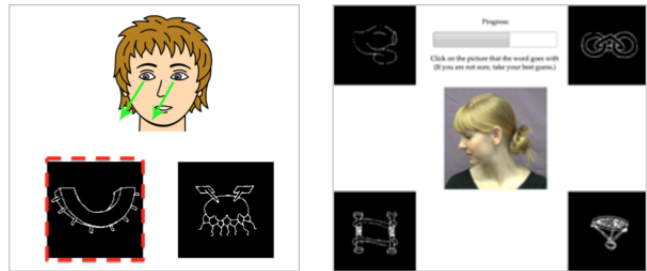 Progress:
Click on the picture that the word goes with
(If you are not sure, take your best guess.)